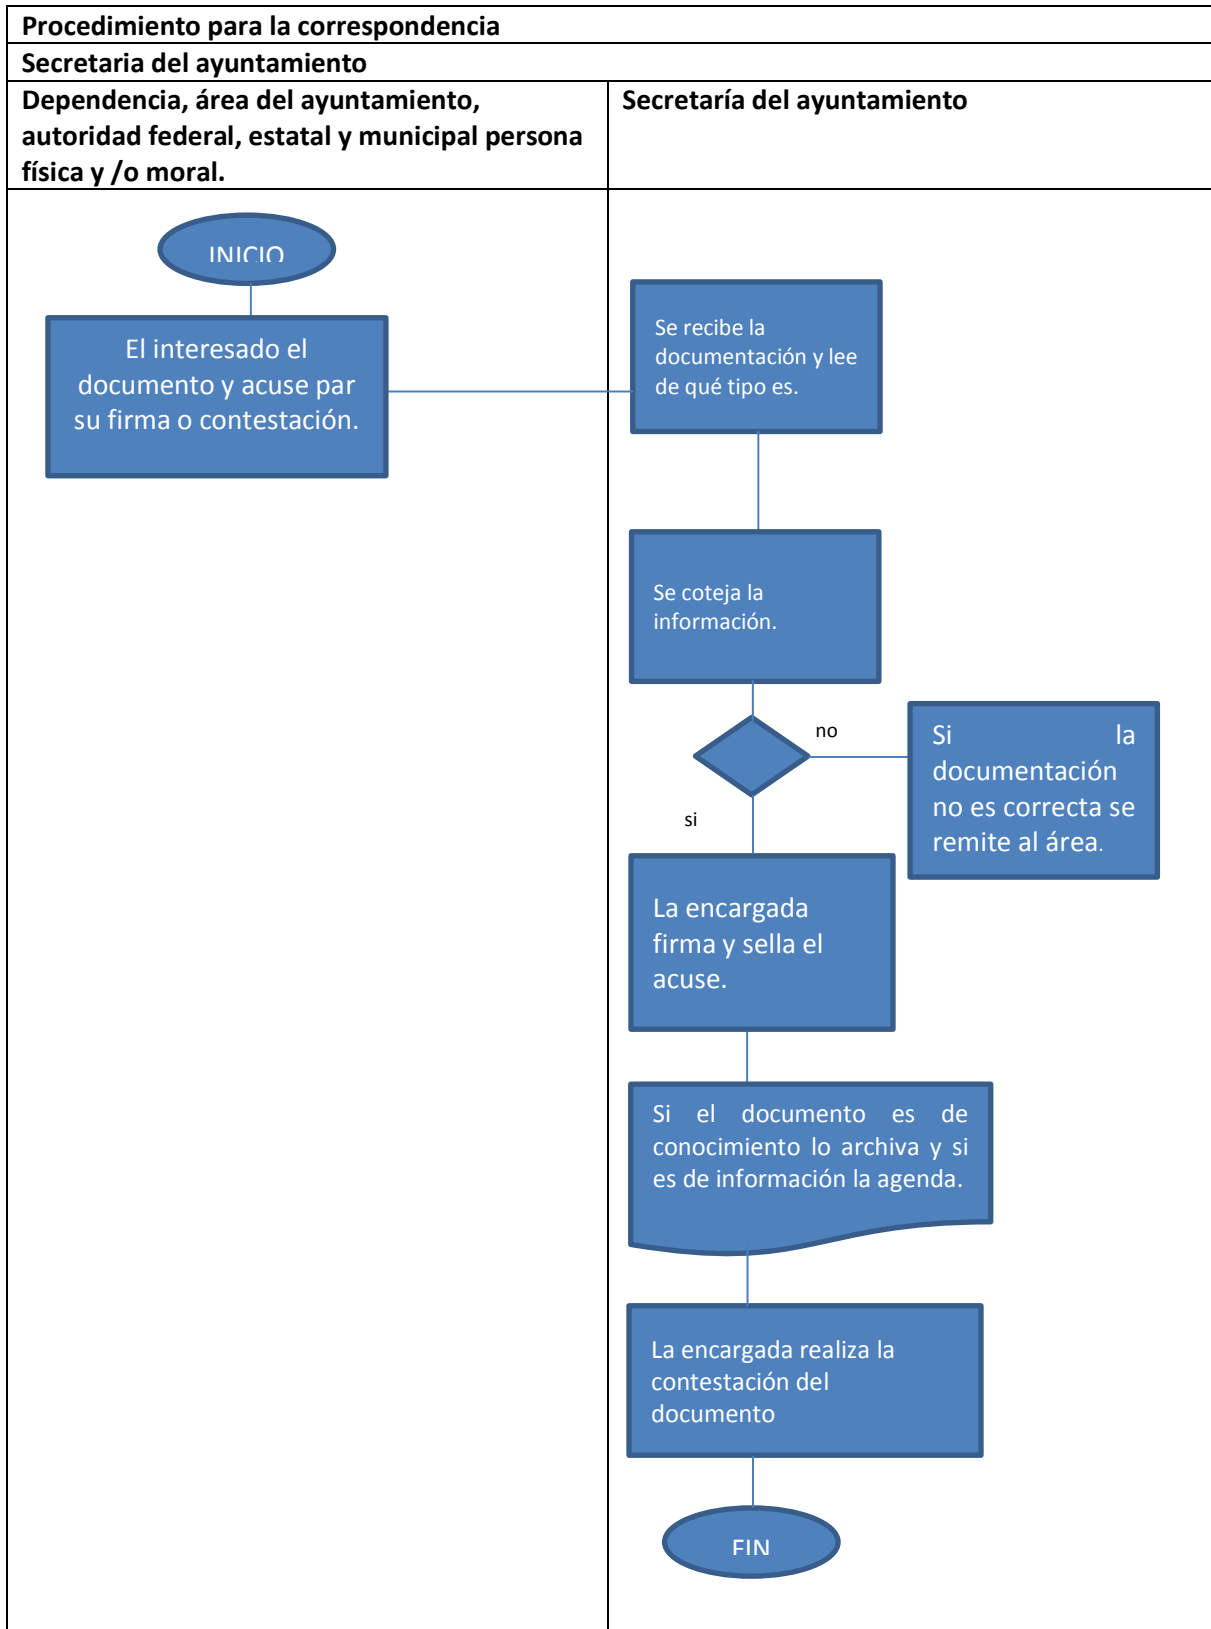 Procedimiento para la correspondencia
Secretaria del ayuntamiento
Dependencia, área del ayuntamiento,
autoridad federal, estatal y municipal persona
física y /o moral.
Secretaría del ayuntamiento
INICIO
El interesado el
documento y acuse par
su firma o contestación.
Se recibe la
documentación y lee
de qué tipo es.
Se coteja la
información.
no
Si la
documentación
no es correcta se
remite al área.
si
La encargada
firma y sella el
acuse.
Si el documento es de
conocimiento lo archiva y si
es de información la agenda.
La encargada realiza la
contestación del
documento
FIN